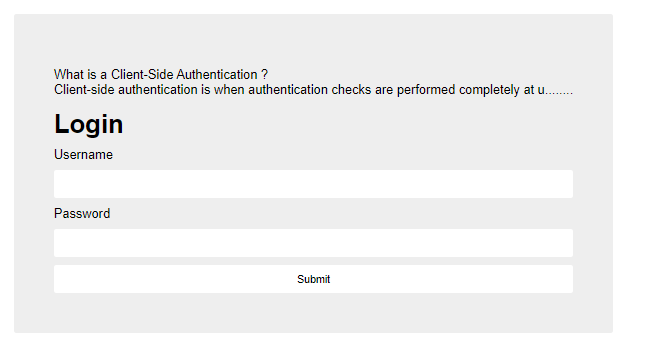 What is a Client-Side Authentication ?
Client-side authentication is when authentication checks are performed completely at u........
Login
Username
Password
Submit